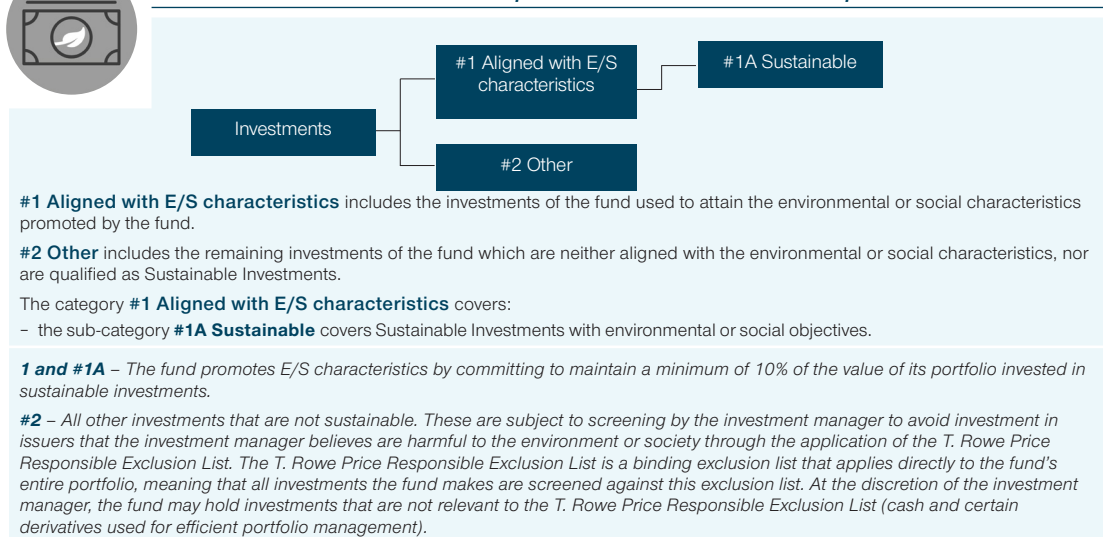 #1 Aligned with E/S
characteristics
#1A Sustainable
Investments
#2 Other
#1 Aligned with E/S characteristics includes the investments of the fund used to attain the environmental or social characteristics
promoted by the fund.
#2 Other includes the remaining investments of the fund which are neither aligned with the environmental or social characteristics, nor
are qualified as Sustainable Investments.
The category #1 Aligned with E/S characteristics covers:
– the sub-category #1A Sustainable covers Sustainable Investments with environmental or social objectives.
1 and #1A – The fund promotes E/S characteristics by committing to maintain a minimum of 10% of the value of its portfolio invested in
sustainable investments.
#2 – All other investments that are not sustainable. These are subject to screening by the investment manager to avoid investment in
issuers that the investment manager believes are harmful to the environment or society through the application of the T. Rowe Price
Responsible Exclusion List. The T. Rowe Price Responsible Exclusion List is a binding exclusion list that applies directly to the fund's
entire portfolio, meaning that all investments the fund makes are screened against this exclusion list. At the discretion of the investment
manager, the fund may hold investments that are not relevant to the T. Rowe Price Responsible Exclusion List (cash and certain
derivatives used for efficient portfolio management).